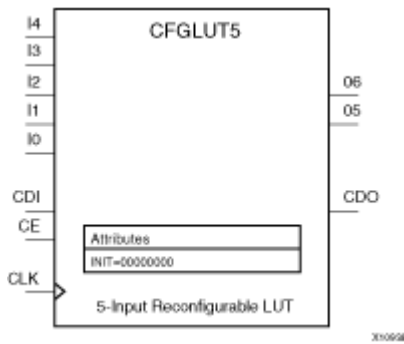 CFGLUT5
I4
I3
I2
I1
I0
CDI
CE
CLK
O6
O5
CDO
Attributes
INIT=00000000
5-Input Reconfigurable LUT